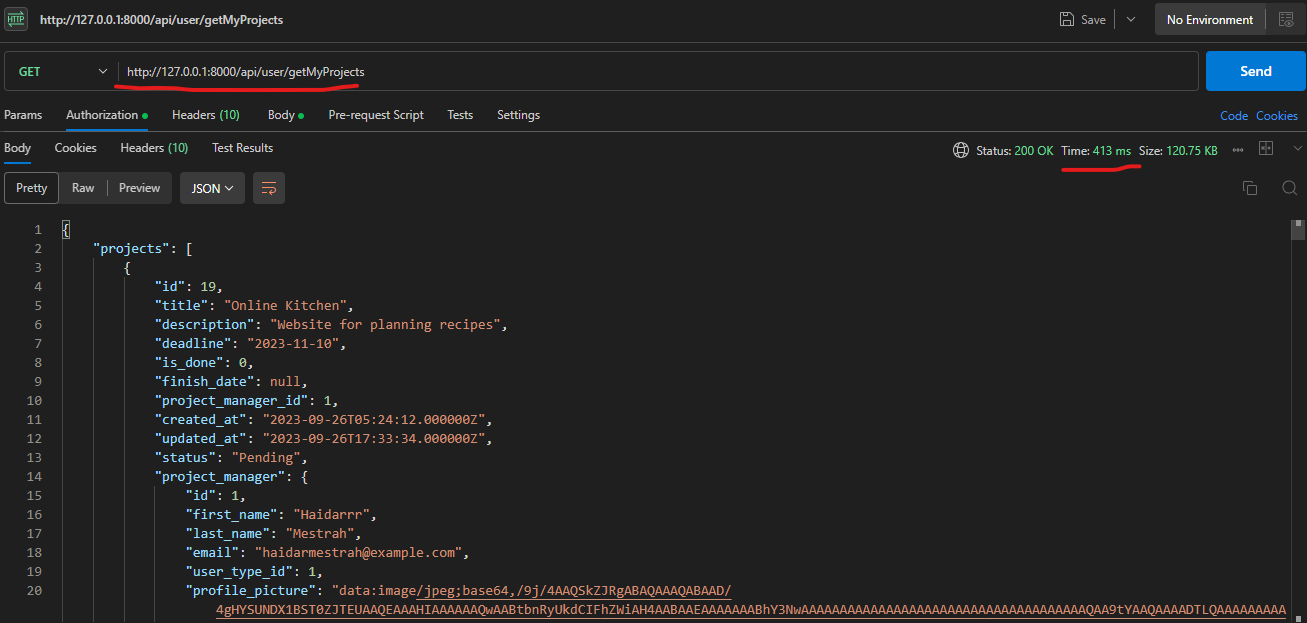 HTTP http://127.0.0.1:8000/api/user/getMyProjects Save No Environment
GET http://127.0.0.1:8000/api/user/getMyProjects Send
Params Authorization Headers (10) Body Pre-request Script Tests Settings Code Cookies
Body Cookies Headers (10) Test Results Status: 200 OK Time: 413 ms Size: 120.75 KB
Pretty Raw Preview JSON
1 {
2 "projects": [
3 {
4 "id": 19,
5 "title": "Online Kitchen",
6 "description": "Website for planning recipes",
7 "deadline": "2023-11-10",
8 "is_done": 0,
9 "finish_date": null,
10 "project_manager_id": 1,
11 "created_at": "2023-09-26T05:24:12.000000Z",
12 "updated_at": "2023-09-26T17:33:34.000000Z",
13 "status": "Pending",
14 "project_manager": {
15 "id": 1,
16 "first_name": "Haidarrr",
17 "last_name": "Mestrah",
18 "email": "haidarmestrah@example.com",
19 "user_type_id": 1,
20 "profile_picture": "data:image/jpeg;base64,/9j/4AAQSkZJRgABAQAAAQABAAD/